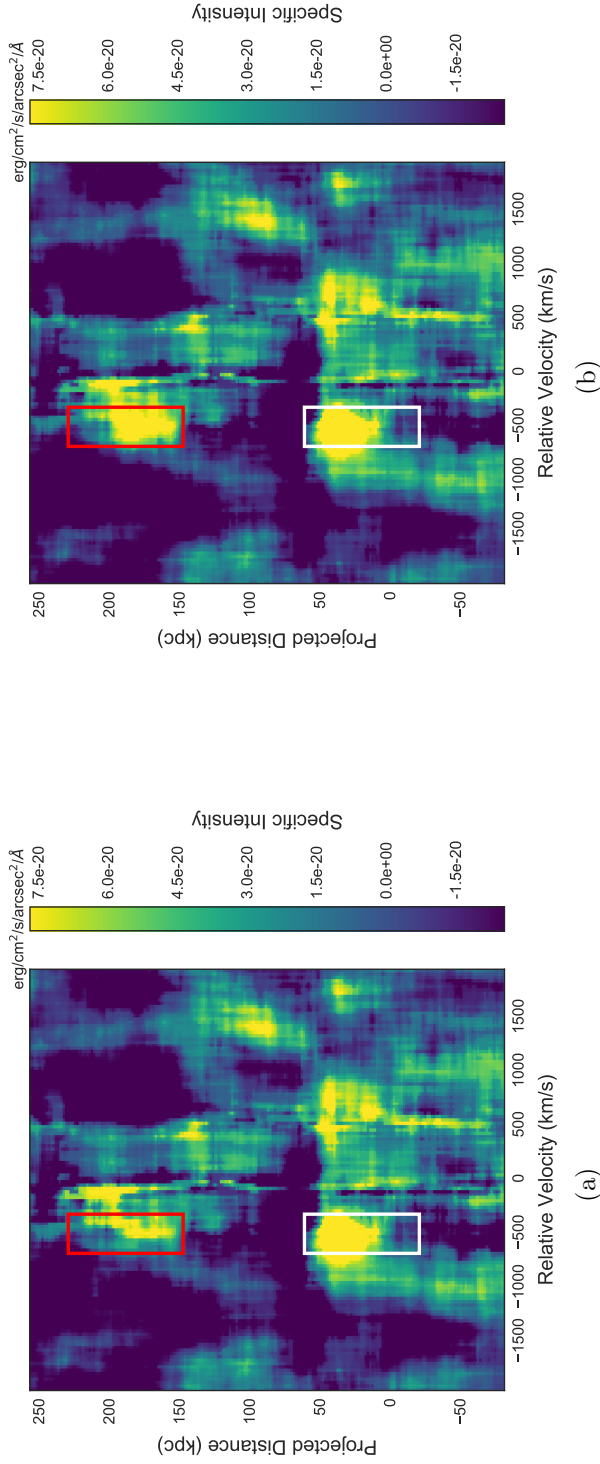 erg/cm²/s/arcsec²/Å
7.5e-20
6.0e-20
4.5e-20
3.0e-20
1.5e-20
0.0e+00
−1.5e-20
Specific Intensity
250
200
150
100
50
0
−50
Projected Distance (kpc)
−1500
−1000
−500
0
500
1000
1500
Relative Velocity (km/s)
(a)
erg/cm²/s/arcsec²/Å
7.5e-20
6.0e-20
4.5e-20
3.0e-20
1.5e-20
0.0e+00
−1.5e-20
Specific Intensity
250
200
150
100
50
0
−50
Projected Distance (kpc)
−1500
−1000
−500
0
500
1000
1500
Relative Velocity (km/s)
(b)